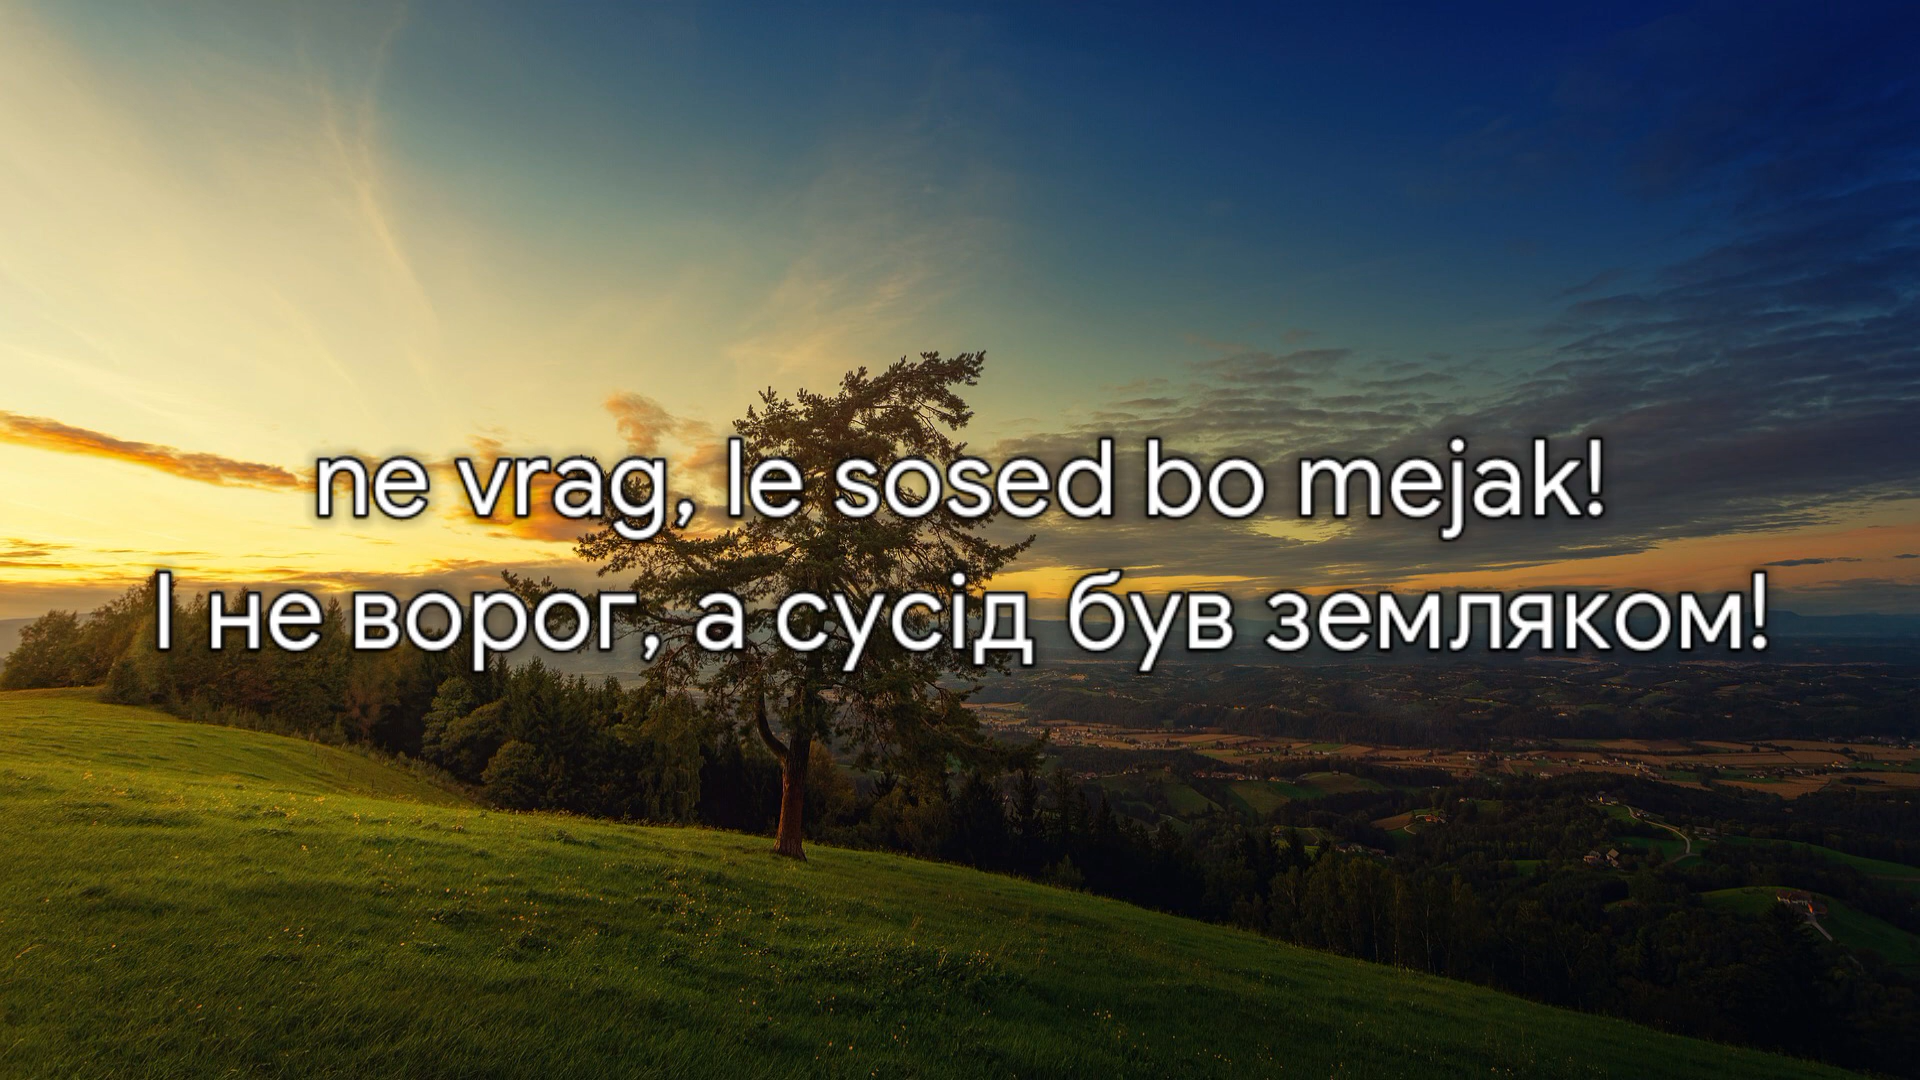 ne vrag, le sosed bo mejak!
І не ворог, а сусід був земляком!